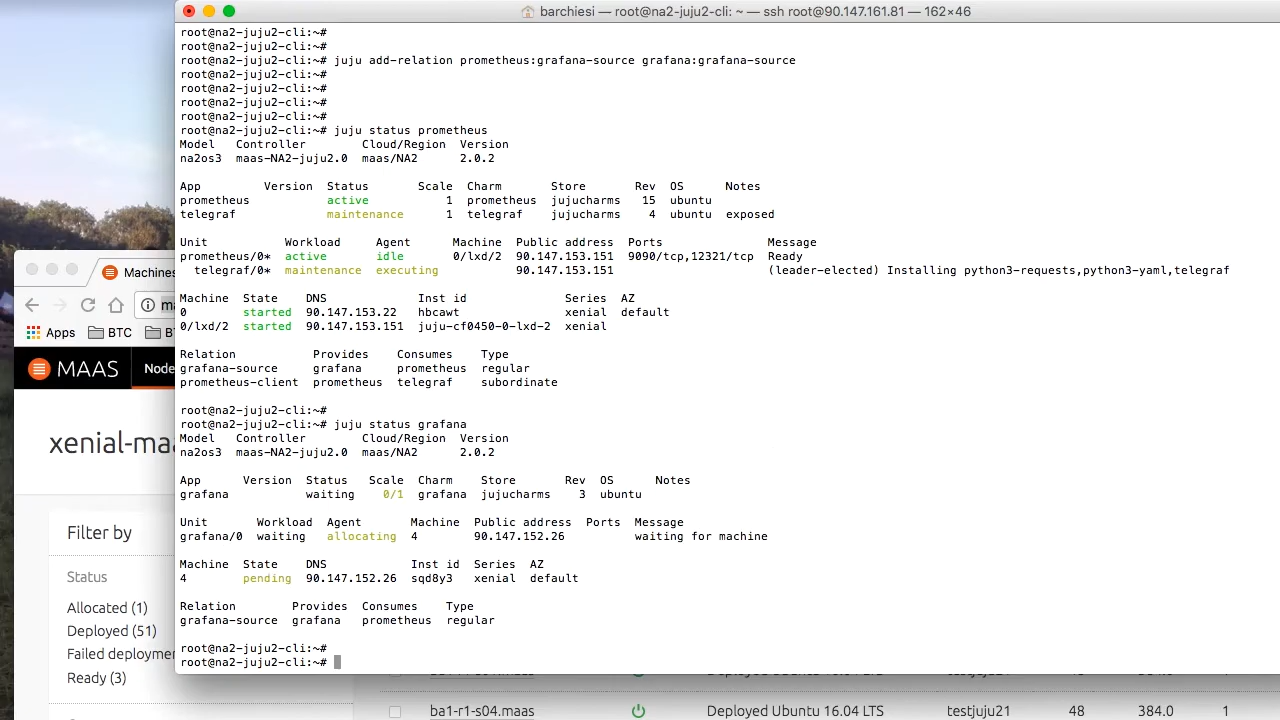 barchiesi — root@na2-juju2-cli: ~ — ssh root@90.147.161.81 — 162×46
root@na2-juju2-cli:~#
root@na2-juju2-cli:~#
root@na2-juju2-cli:~# juju add-relation prometheus:grafana-source grafana:grafana-source
root@na2-juju2-cli:~#
root@na2-juju2-cli:~#
root@na2-juju2-cli:~#
root@na2-juju2-cli:~#
root@na2-juju2-cli:~# juju status prometheus
Model Controller Cloud/Region Version
na2os3 maas-NA2-juju2.0 maas/NA2 2.0.2
App Version Status Scale Charm Store Rev OS Notes
prometheus active 1 prometheus jujucharms 15 ubuntu
telegraf maintenance 1 telegraf jujucharms 4 ubuntu exposed
Unit Workload Agent Machine Public address Ports Message
prometheus/0* active idle 0/lxd/2 90.147.153.151 9090/tcp,12321/tcp Ready
telegraf/0* maintenance executing 90.147.153.151 (leader-elected) Installing python3-requests,python3-yaml,telegraf
Machine State DNS Inst id Series AZ
0 started 90.147.153.22 hbcawt xenial default
0/lxd/2 started 90.147.153.151 juju-cf0450-0-lxd-2 xenial
Relation Provides Consumes Type
grafana-source grafana prometheus regular
prometheus-client prometheus telegraf subordinate
root@na2-juju2-cli:~#
root@na2-juju2-cli:~# juju status grafana
Model Controller Cloud/Region Version
na2os3 maas-NA2-juju2.0 maas/NA2 2.0.2
App Version Status Scale Charm Store Rev OS Notes
grafana waiting 0/1 grafana jujucharms 3 ubuntu
Unit Workload Agent Machine Public address Ports Message
grafana/0 waiting allocating 4 90.147.152.26 waiting for machine
Machine State DNS Inst id Series AZ
4 pending 90.147.152.26 sqd8y3 xenial default
Relation Provides Consumes Type
grafana-source grafana prometheus regular
root@na2-juju2-cli:~#
root@na2-juju2-cli:~#
Machines
Apps BTC
MAAS Node
xenial-maa
Filter by
Status
Allocated (1)
Deployed (51)
Failed deployme
Ready (3)
ba1-r1-s04.maas Deployed Ubuntu 16.04 LTS testjuju21 48 384.0 1